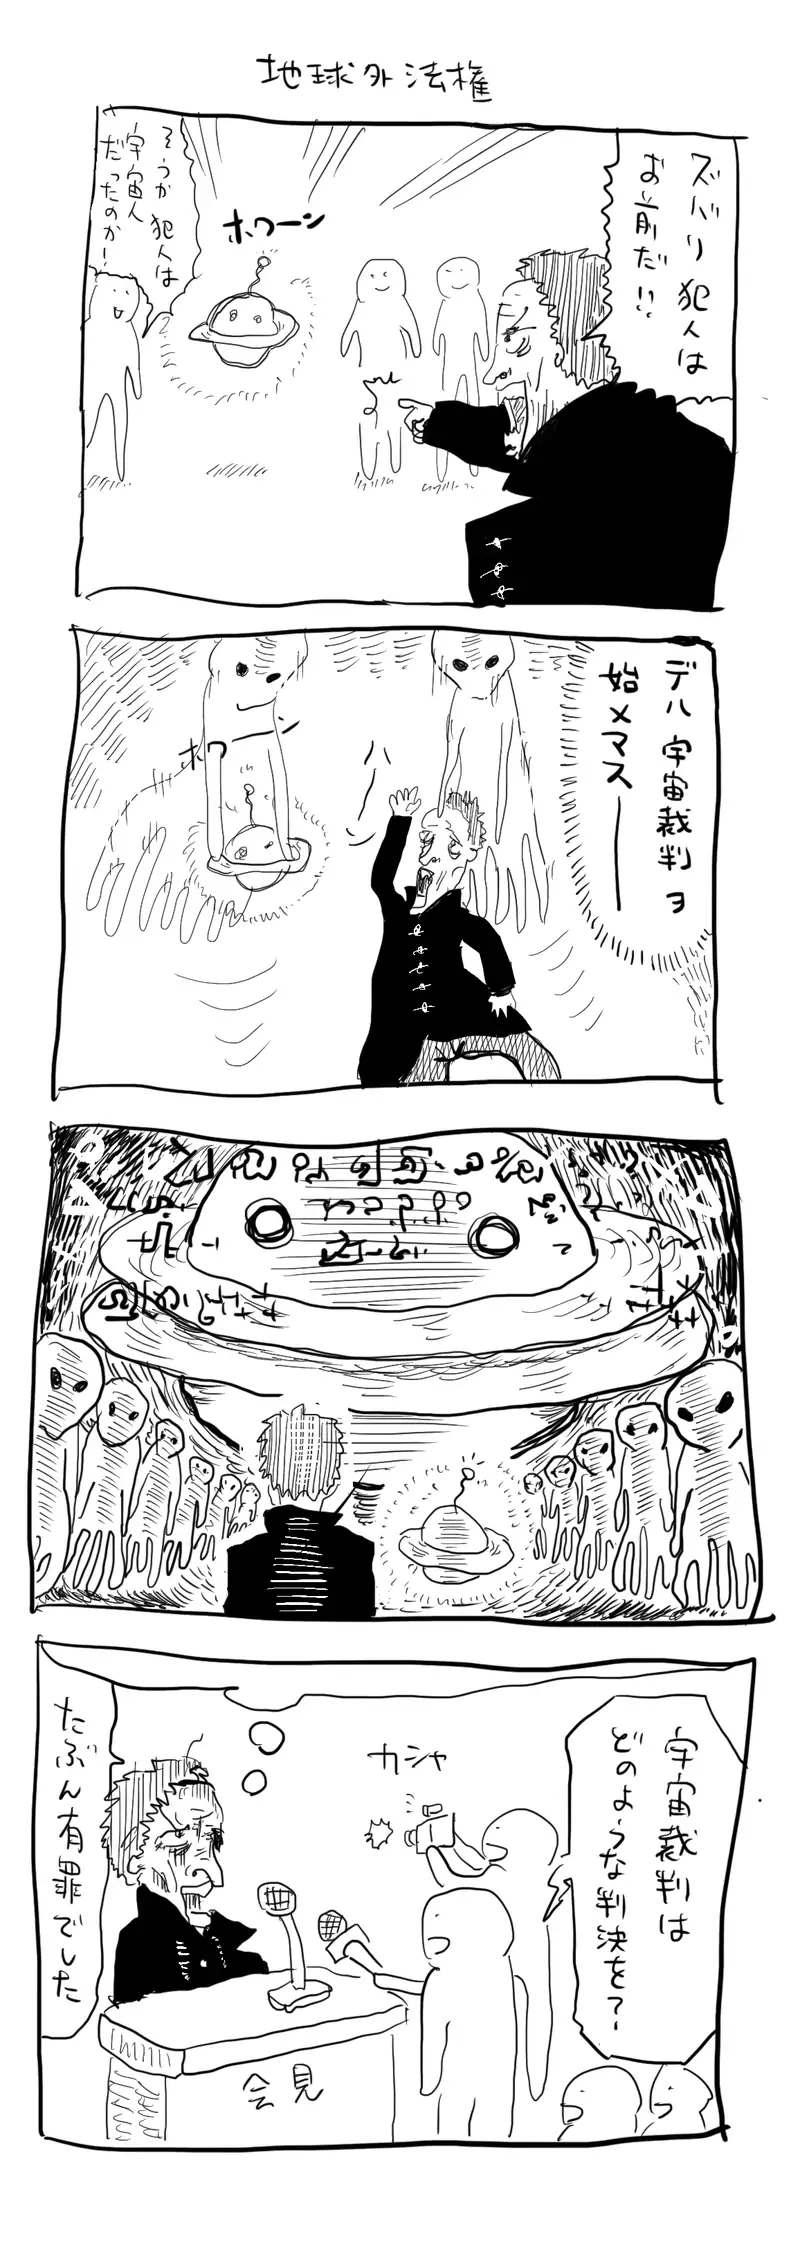 地球外法権
ズバリ 犯人は
お前だ!!
ホワーン
そうか 犯人は
宇宙人
だったのか!
デハ 宇宙裁判ヲ
始メマスー
ハーイ
ホワーン
宇宙裁判は
どのような判決を?
カシャ
たぶん有罪でした
会見